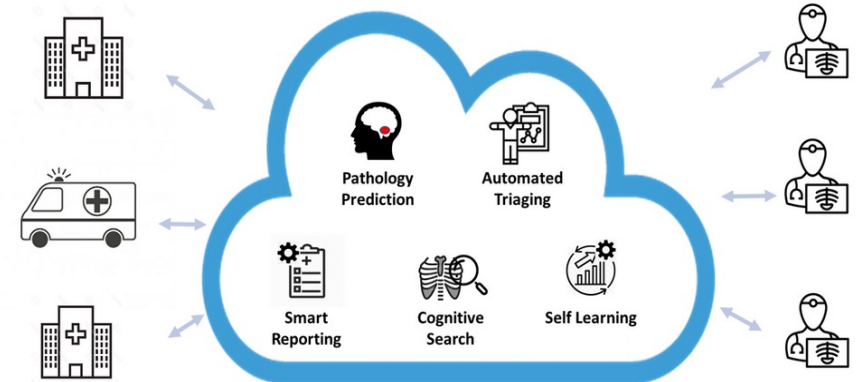 Pathology
Prediction
Automated
Triaging
Smart
Reporting
Cognitive
Search
Self Learning